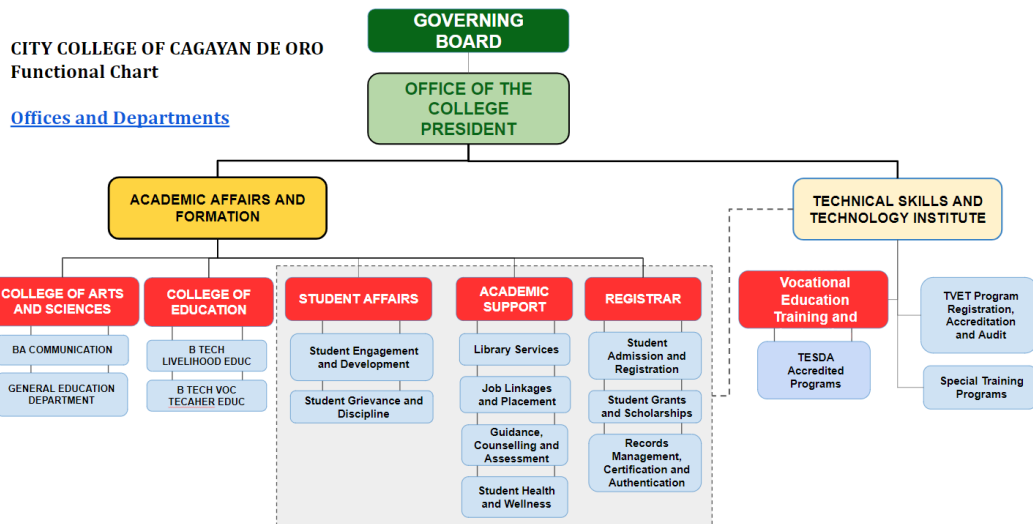 GOVERNING
BOARD
CITY COLLEGE OF CAGAYAN DE ORO
Functional Chart
Offices and Departments
OFFICE OF THE
COLLEGE
PRESIDENT
ACADEMIC AFFAIRS AND
FORMATION
TECHNICAL SKILLS AND
TECHNOLOGY INSTITUTE
COLLEGE OF ARTS
AND SCIENCES
BA COMMUNICATION
GENERAL EDUCATION
DEPARTMENT
COLLEGE OF
EDUCATION
B TECH
LIVELIHOOD EDUC
B TECH VOC
TECAHER EDUC
STUDENT AFFAIRS
Student Engagement
and Development
Student Grievance and
Discipline
ACADEMIC
SUPPORT
Library Services
Job Linkages
and Placement
Guidance,
Counselling and
Assessment
Student Health
and Wellness
REGISTRAR
Student
Admission and
Registration
Student Grants
and Scholarships
Records
Management,
Certification and
Authentication
Vocational
Education
Training and
TESDA
Accredited
Programs
TVET Program
Registration,
Accreditation
and Audit
Special Training
Programs